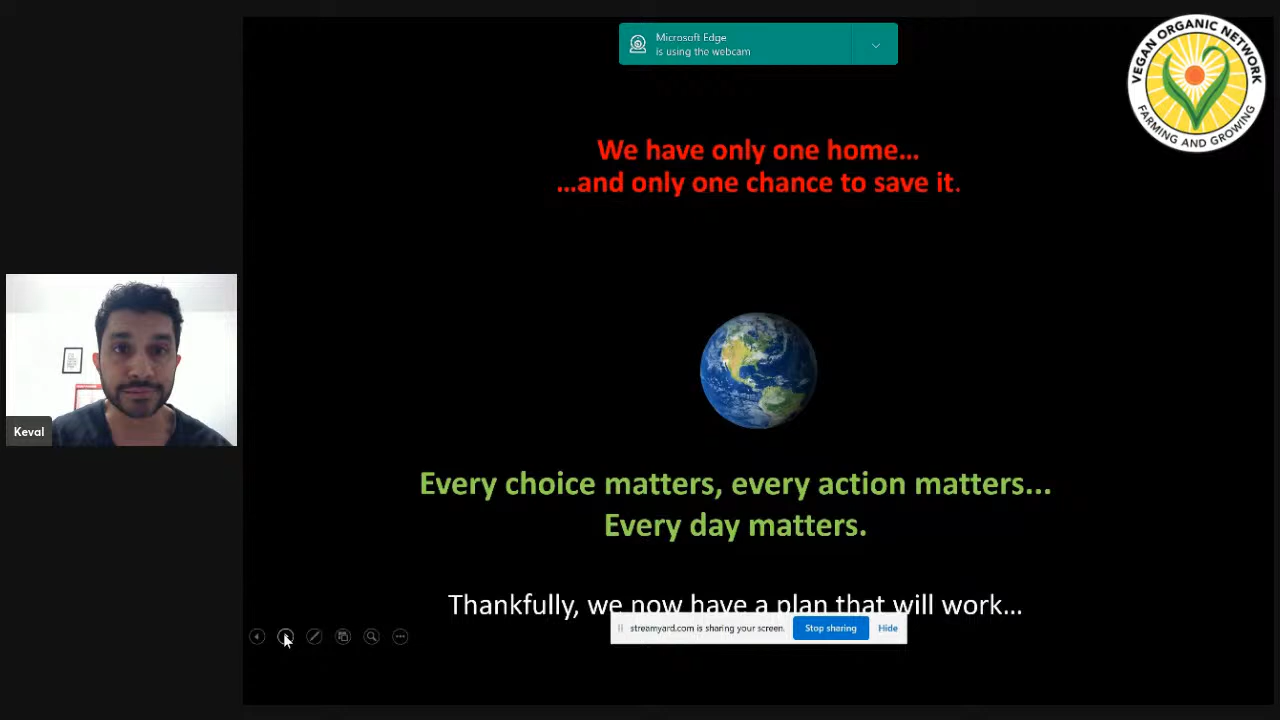 Microsoft Edge
is using the webcam
VEGAN ORGANIC NETWORK
FARMING AND GROWING
We have only one home...
...and only one chance to save it.
Keval
Every choice matters, every action matters...
Every day matters.
Thankfully, we now have a plan that will work...
streamyard.com is sharing your screen.
Stop sharing
Hide